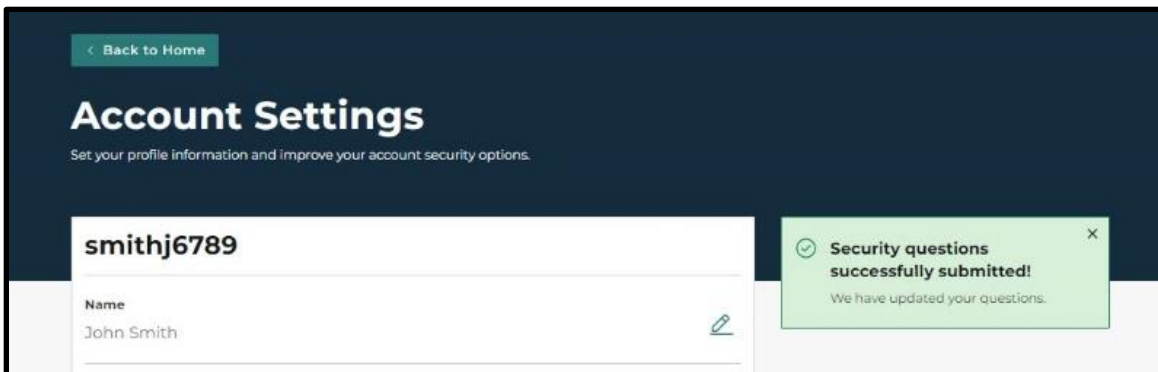 Back to Home
Account Settings
Set your profile information and improve your account security options.
smithj6789
Name
John Smith
Security questions
successfully submitted!
We have updated your questions.